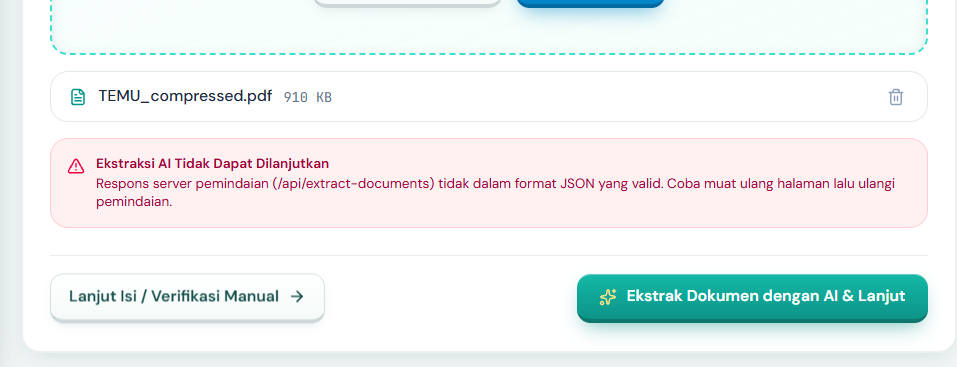 TEMU_compressed.pdf 910 KB
Ekstraksi AI Tidak Dapat Dilanjutkan
Respons server pemindaian (/api/extract-documents) tidak dalam format JSON yang valid. Coba muat ulang halaman lalu ulangi
pemindaian.
Lanjut Isi / Verifikasi Manual
Ekstrak Dokumen dengan AI & Lanjut